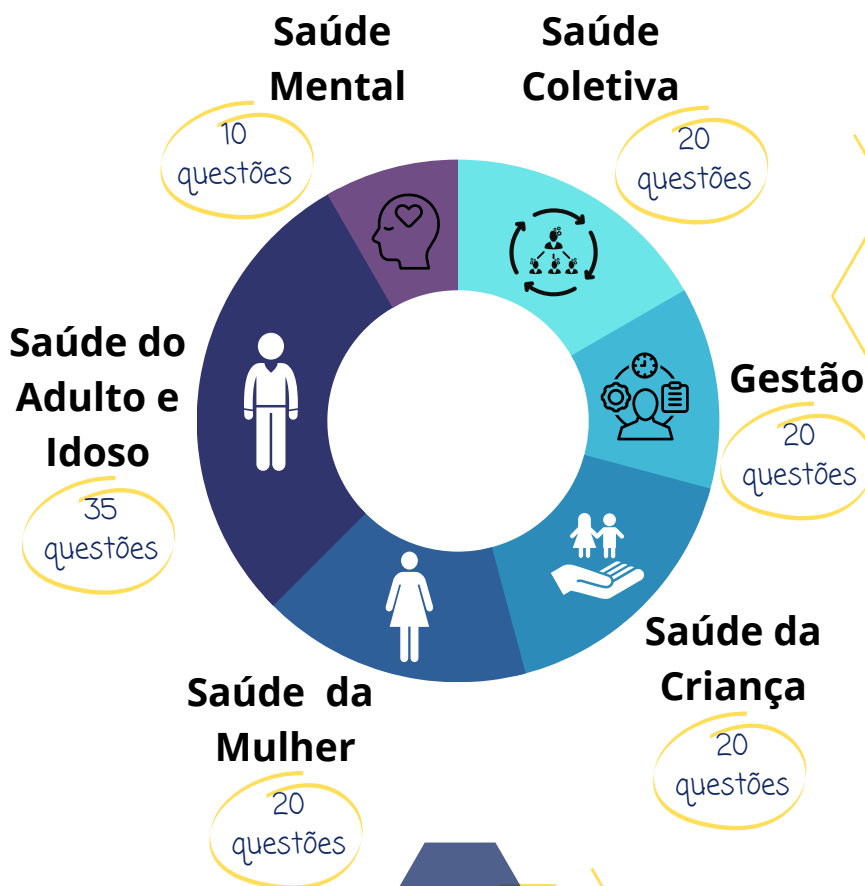 Saúde
Mental
10
questões
Saúde
Coletiva
20
questões
Gestão
20
questões
Saúde da
Criança
20
questões
Saúde da
Mulher
20
questões
Saúde do
Adulto e
Idoso
35
questões